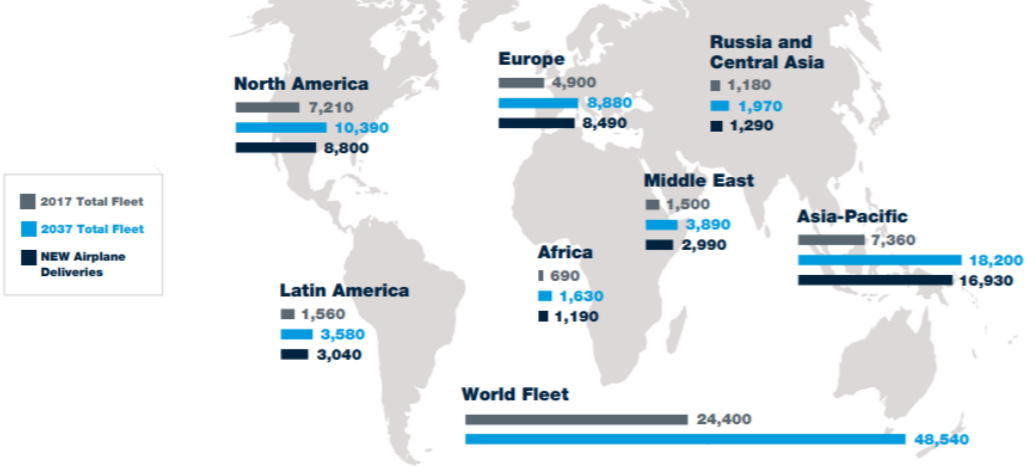 North America
7,210
10,390
8,800
Europe
4,900
8,880
8,490
Russia and
Central Asia
1,180
1,970
1,290
2017 Total Fleet
2037 Total Fleet
NEW Airplane
Deliveries
Middle East
1,500
3,890
2,990
Asia-Pacific
7,360
18,200
16,930
Africa
690
1,630
1,190
Latin America
1,560
3,580
3,040
World Fleet
24,400
48,540